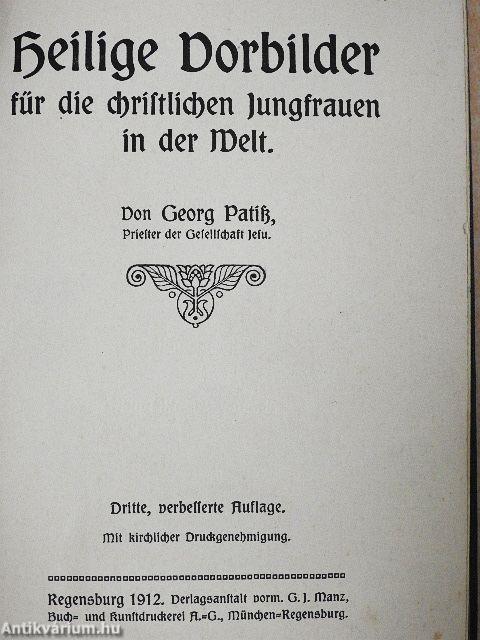 Heilige Vorbilder
für die christlichen Jungfrauen
in der Welt.
Von Georg Patiß,
Priester der Gesellschaft Jesu.
Dritte, verbesserte Auflage.
Mit kirchlicher Druckgenehmigung.
Regensburg 1912. Verlagsanstalt vorm. G. J. Manz,
Buch= und Kunstdruckerei A.=G., München=Regensburg.
Antikvarium.hu